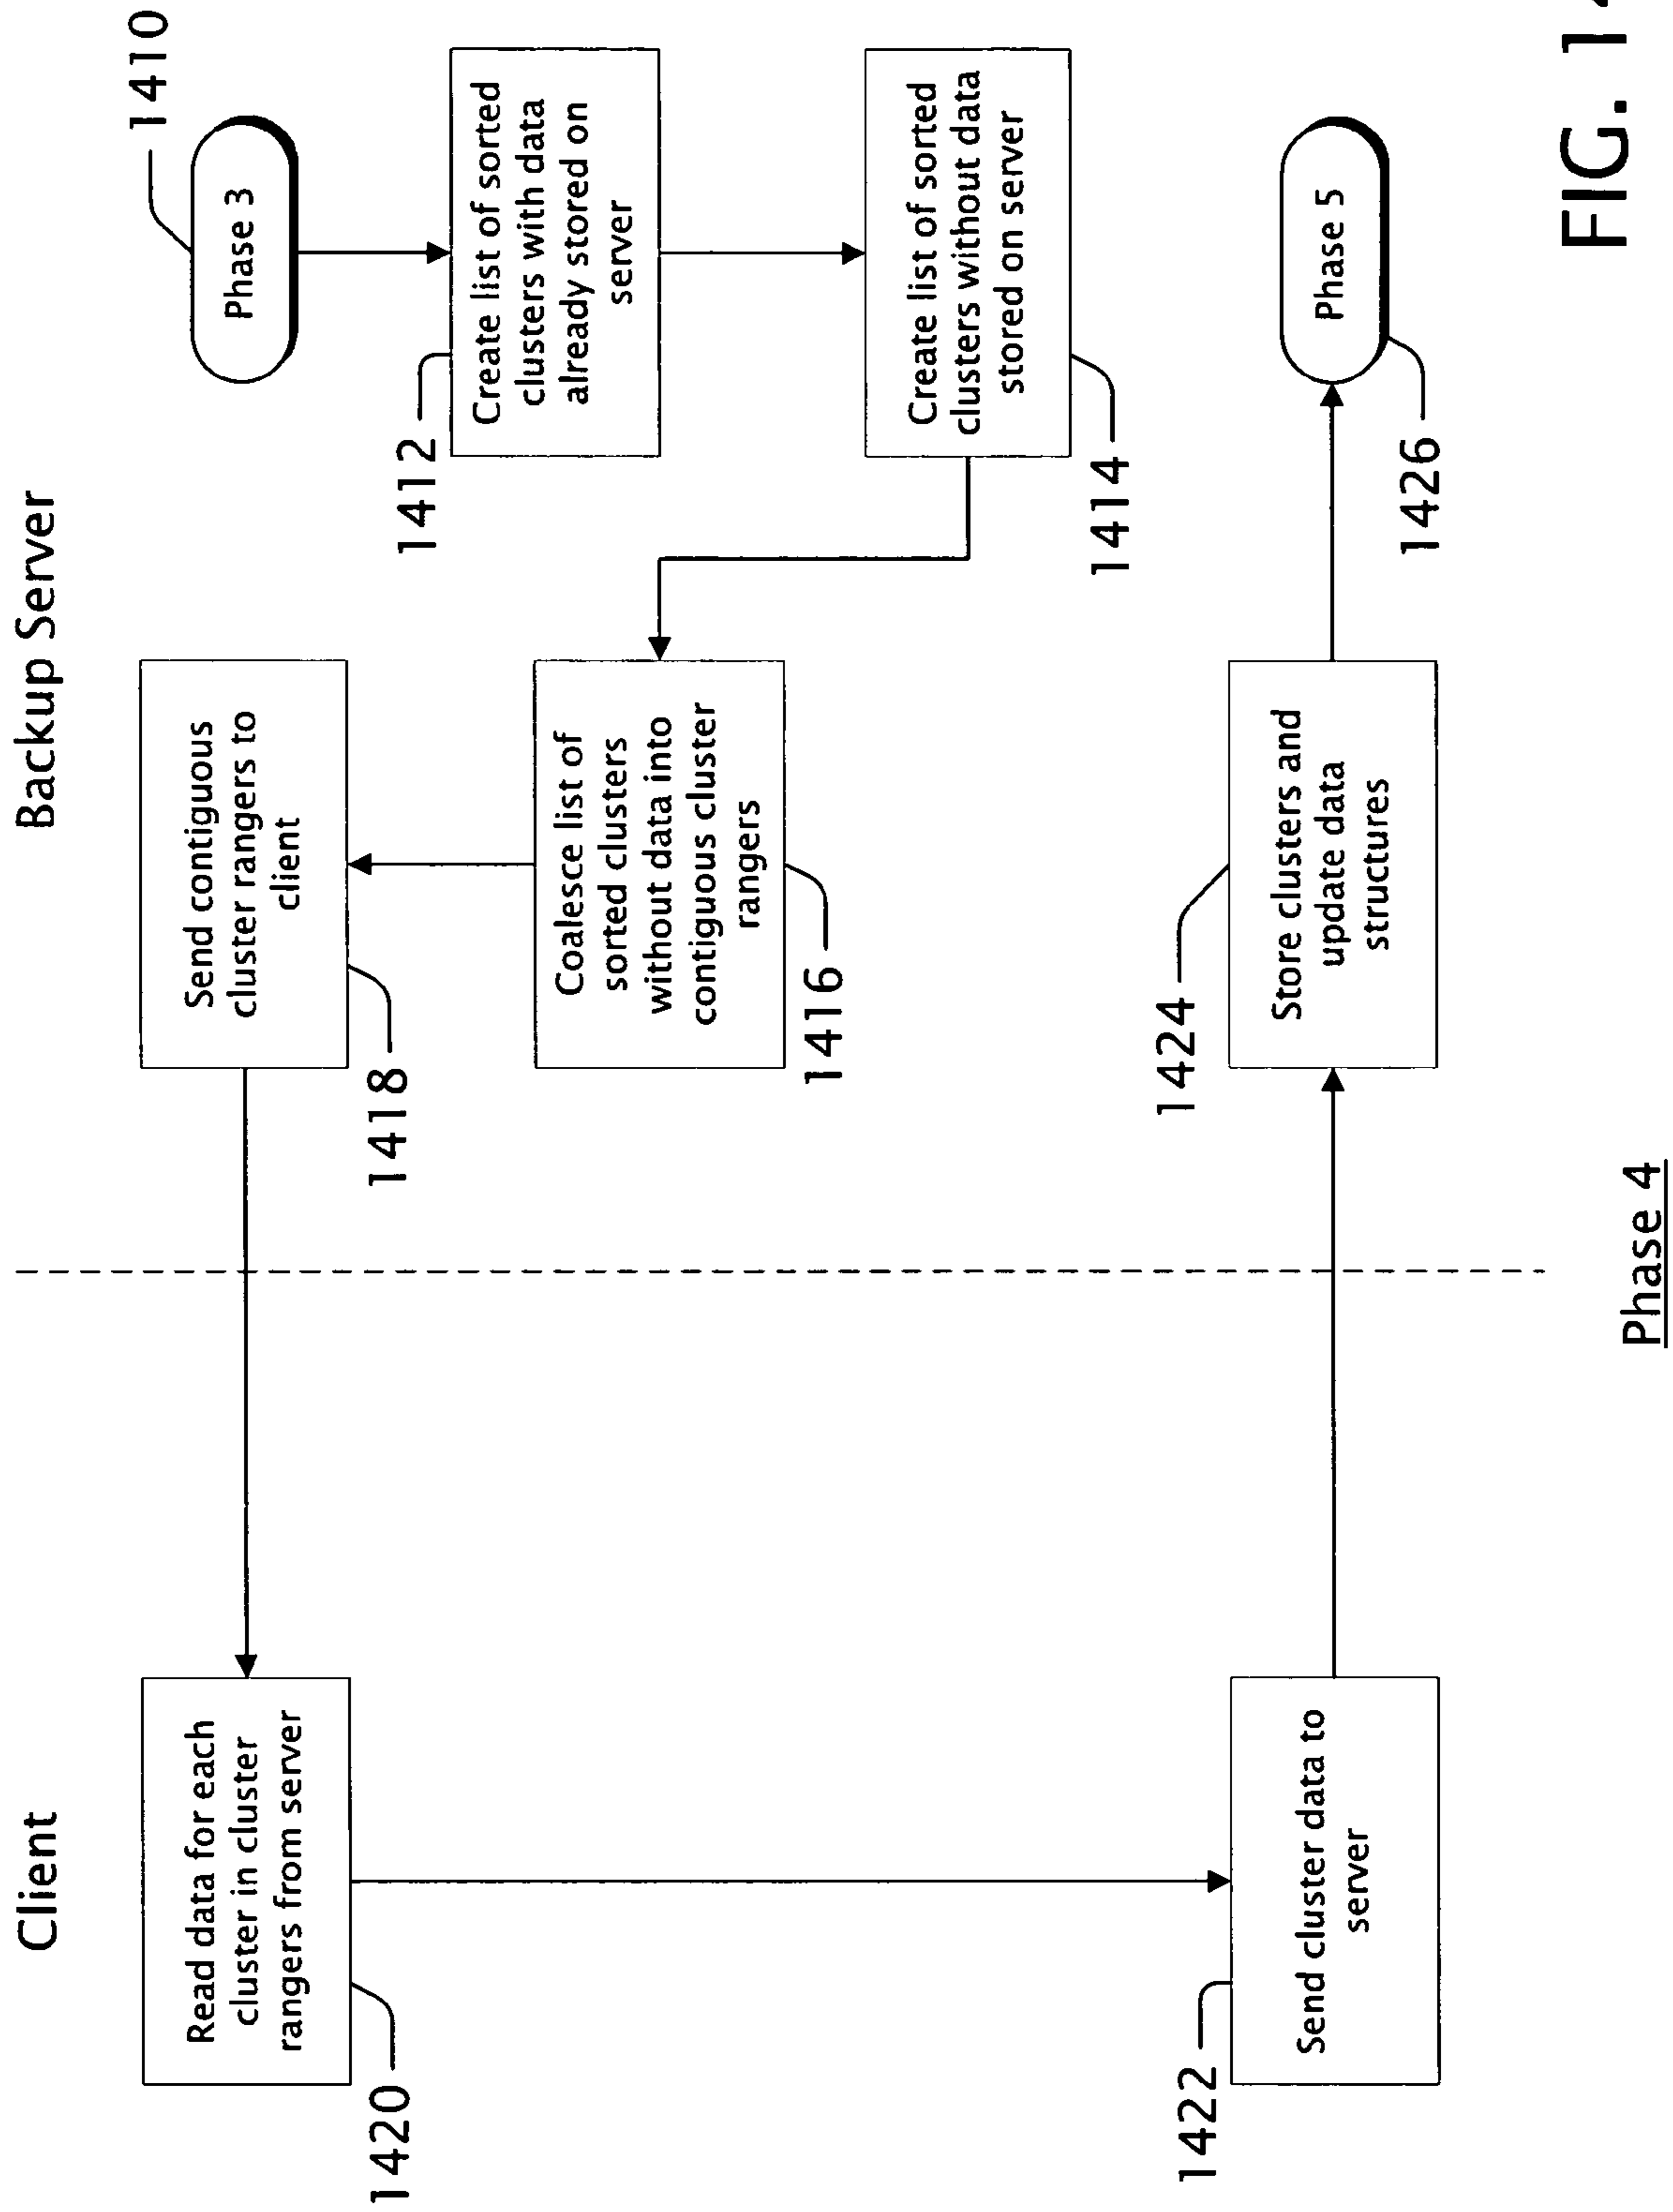 Client
Backup Server
1410
Phase 3
1412
Create list of sorted
clusters with data
already stored on
server
1414
Create list of sorted
clusters without data
stored on server
1416
Coalesce list of
sorted clusters
without data into
contiguous cluster
rangers
1418
Send contiguous
cluster rangers to
client
1420
Read data for each
cluster in cluster
rangers from server
1422
Send cluster data to
server
1424
Store clusters and
update data
structures
1426
Phase 5
Phase 4
FIG. 14